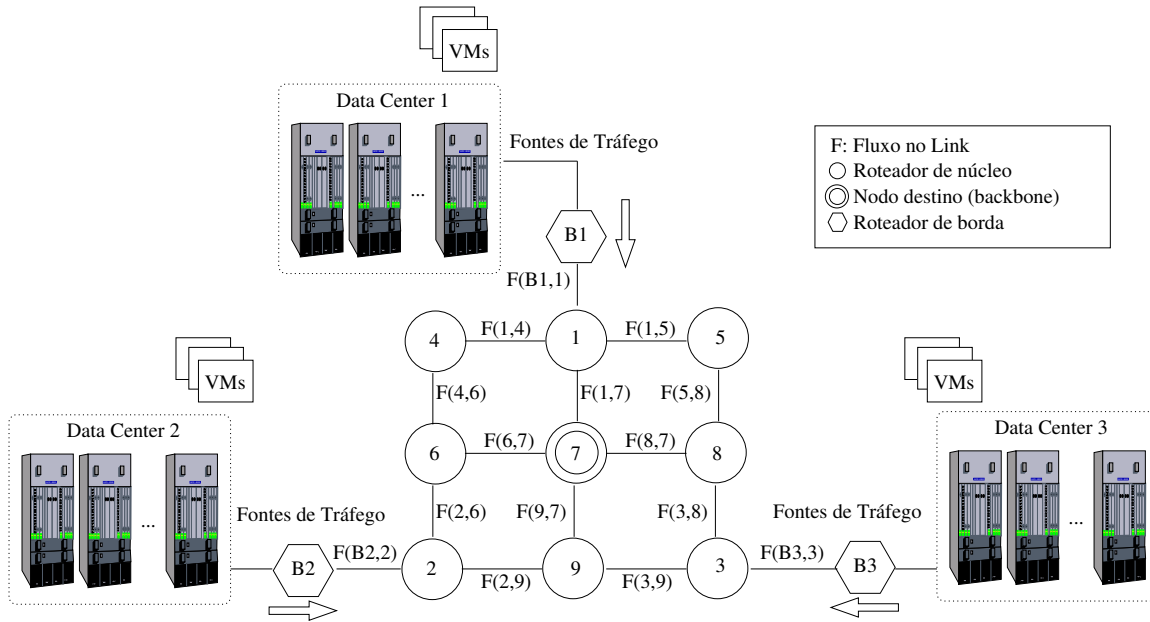 VMs
Data Center 1
...
Fontes de Tráfego
B1
F(B1,1)
F: Fluxo no Link
Roteador de núcleo
Nodo destino (backbone)
Roteador de borda
4
F(1,4)
1
F(1,5)
5
F(4,6)
F(1,7)
F(5,8)
VMs
Data Center 2
...
Fontes de Tráfego
B2
F(B2,2)
6
F(6,7)
7
F(8,7)
8
F(2,6)
F(9,7)
F(3,8)
2
F(2,9)
9
F(3,9)
3
VMs
Data Center 3
...
Fontes de Tráfego
F(B3,3)
B3